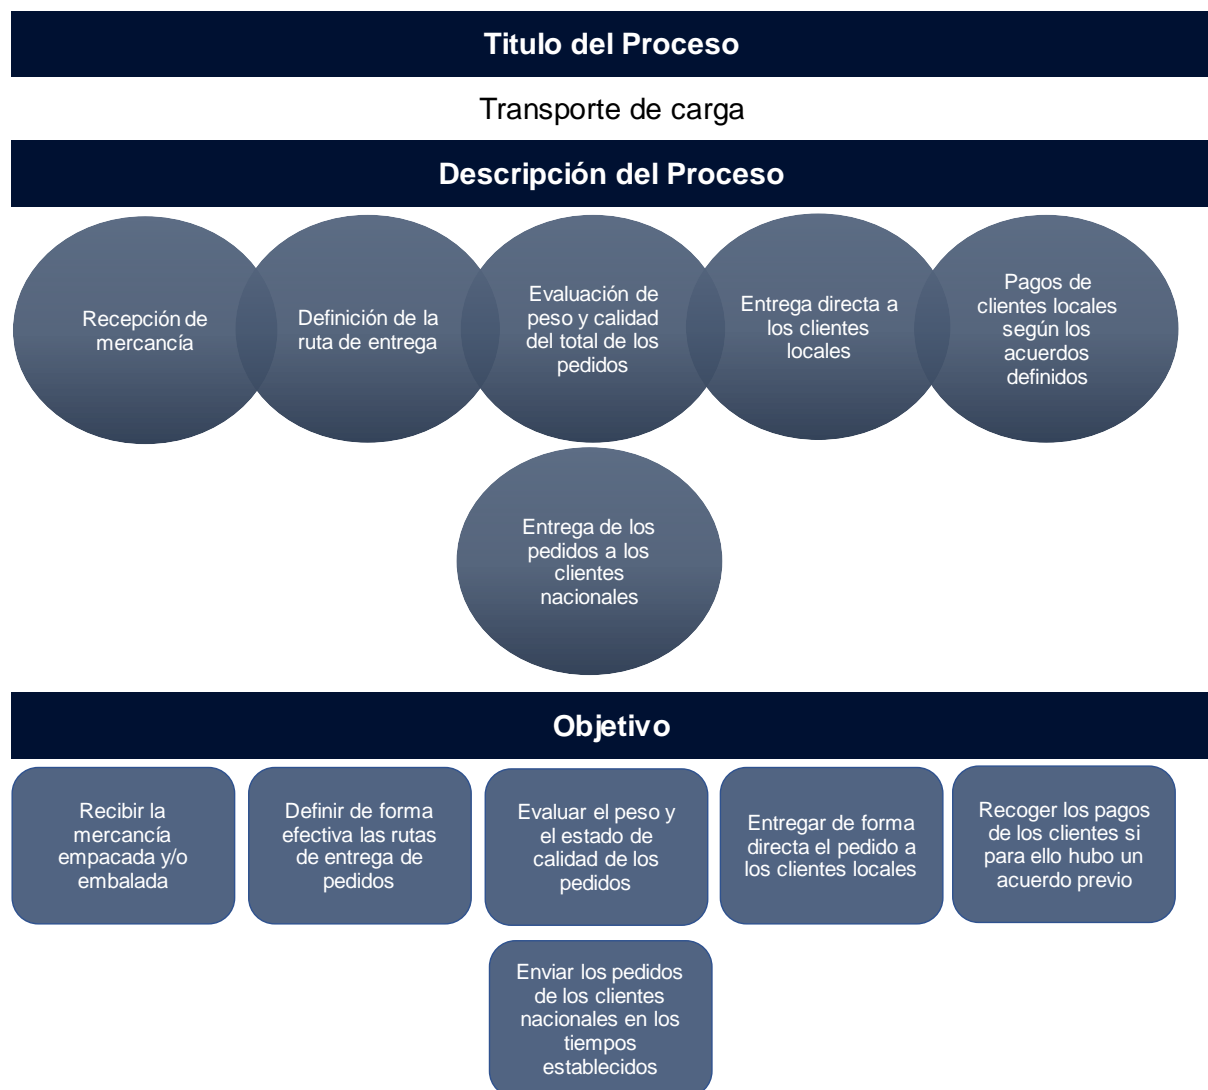 Titulo del Proceso
Transporte de carga
Descripción del Proceso
Recepción de
mercancía
Definición de la
ruta de entrega
Evaluación de
peso y calidad
del total de los
pedidos
Entrega directa a
los clientes
locales
Pagos de
clientes locales
según los
acuerdos
definidos
Entrega de los
pedidos a los
clientes
nacionales
Objetivo
Recibir la
mercancía
empacada y/o
embalada
Definir de forma
efectiva las rutas
de entrega de
pedidos
Evaluar el peso y
el estado de
calidad de los
pedidos
Entregar de forma
directa el pedido a
los clientes locales
Recoger los pagos
de los clientes si
para ello hubo un
acuerdo previo
Enviar los pedidos
de los clientes
nacionales en los
tiempos
establecidos